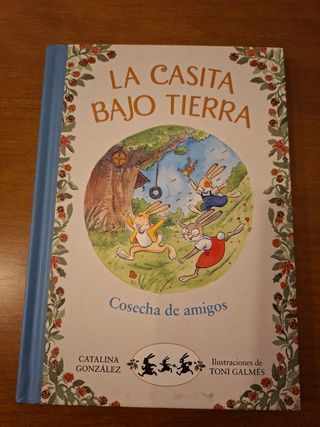 LA CASITA
BAJO TIERRA
Cosecha de amigos
CATALINA
GONZÁLEZ
Ilustraciones de
TONI GALMÉS